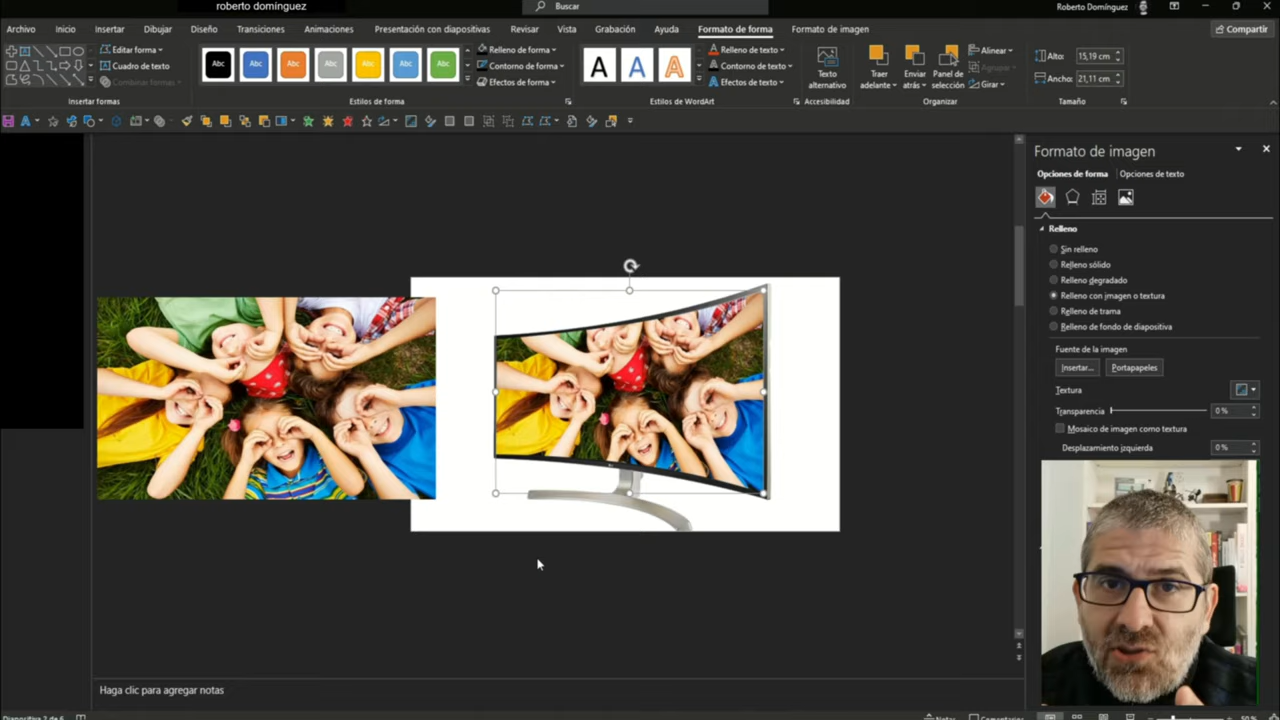 roberto domínguez
Buscar
Roberto Domínguez
Archivo Inicio Insertar Dibujar Diseño Transiciones Animaciones Presentación con diapositivas Revisar Vista Grabación Ayuda Formato de forma Formato de imagen
Compartir
Editar forma
Cuadro de texto
Combinar formas
Insertar formas
Abc Abc Abc Abc Abc Abc Abc
Relleno de forma
Contorno de forma
Efectos de forma
Estilos de forma
A A A
Relleno de texto
Contorno de texto
Efectos de texto
Estilos de WordArt
Texto
alternativo
Accesibilidad
Traer
adelante
Enviar
atrás
Panel de
selección
Alinear
Agrupar
Girar
Organizar
Alto: 15,19 cm
Ancho: 21,11 cm
Tamaño
Formato de imagen
Opciones de forma Opciones de texto
Relleno
Sin relleno
Relleno sólido
Relleno degradado
Relleno con imagen o textura
Relleno de trama
Relleno de fondo de diapositiva
Fuente de la imagen
Insertar... Portapapeles
Textura
Transparencia 0 %
Mosaico de imagen como textura
Desplazamiento izquierda 0 %
Haga clic para agregar notas
Diapositiva 2 de 6
Notas
Comentarios
50 %